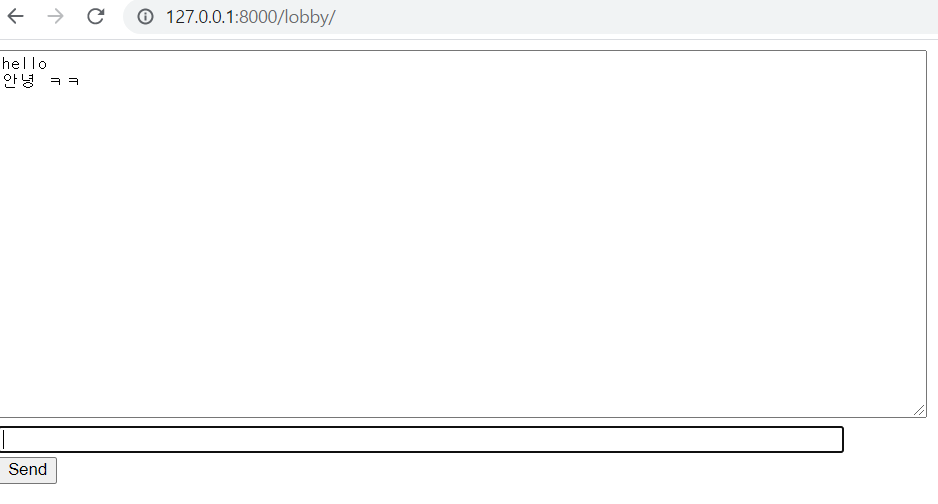 127.0.0.1:8000/lobby/
hello
안녕 ㅋㅋ
Send